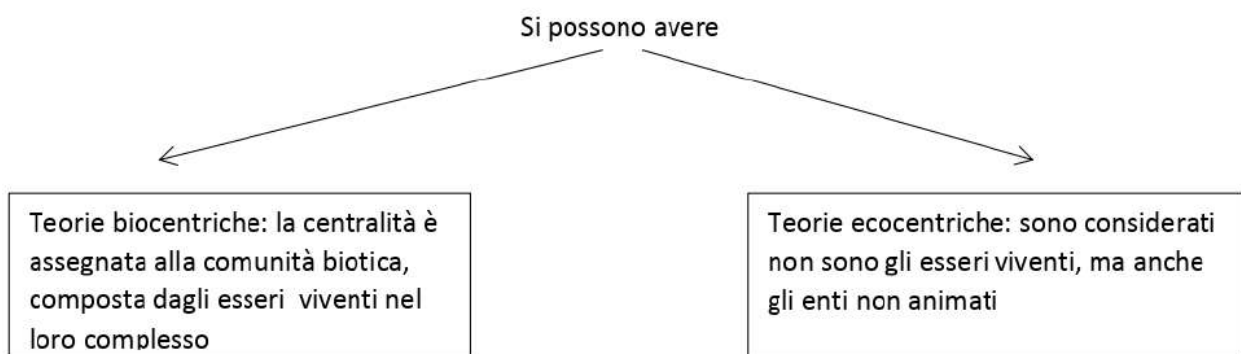 Si possono avere
Teorie biocentriche: la centralità è
assegnata alla comunità biotica,
composta dagli esseri viventi nel
loro complesso
Teorie ecocentriche: sono considerati
non sono gli esseri viventi, ma anche
gli enti non animati